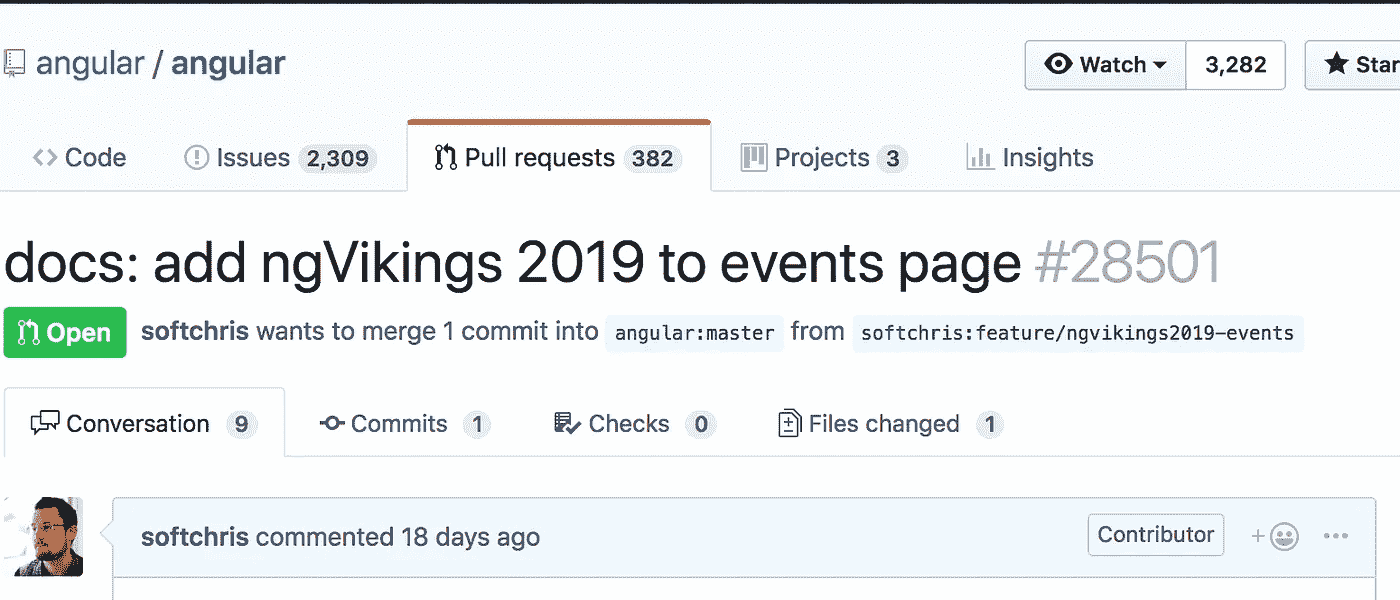 angular / angular
Watch 3,282 Star
Code Issues 2,309 Pull requests 382 Projects 3 Insights
docs: add ngVikings 2019 to events page #28501
Open softchris wants to merge 1 commit into angular:master from softchris:feature/ngvikings2019-events
Conversation 9 Commits 1 Checks 0 Files changed 1
softchris commented 18 days ago Contributor